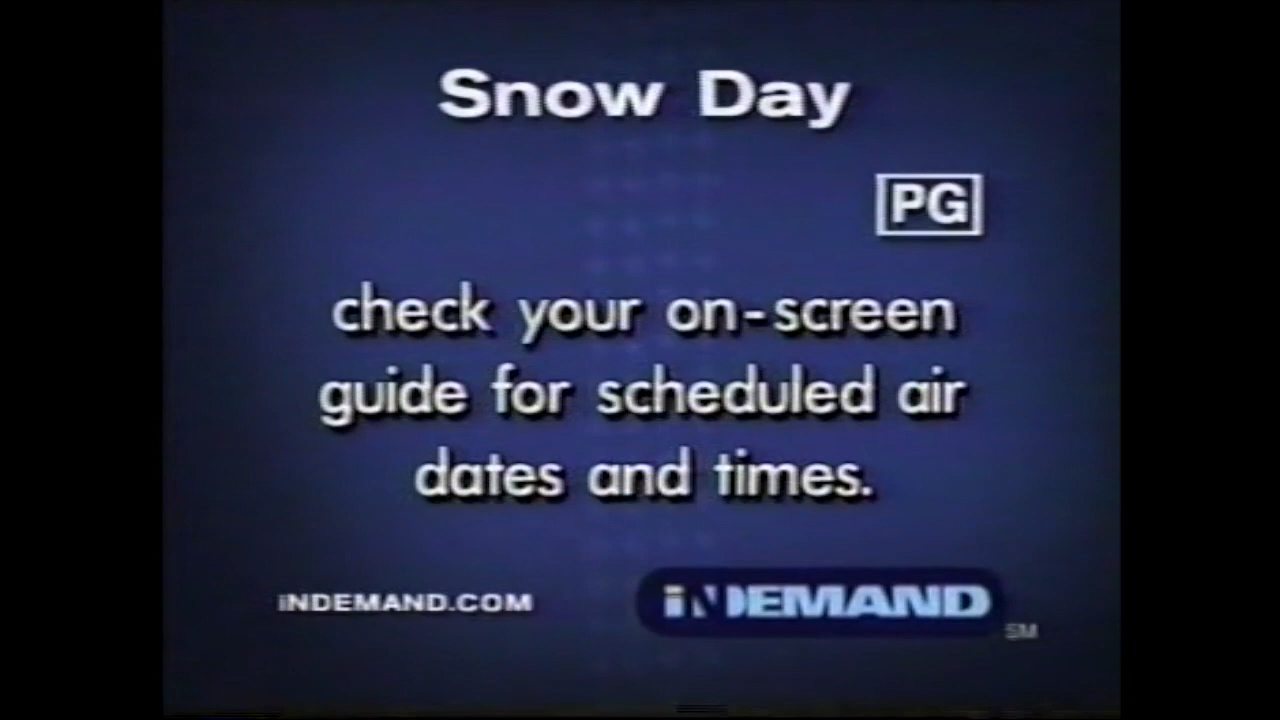 Snow Day
PG
check your on-screen
guide for scheduled air
dates and times.
iNDEMAND.COM
iNDEMAND
SM